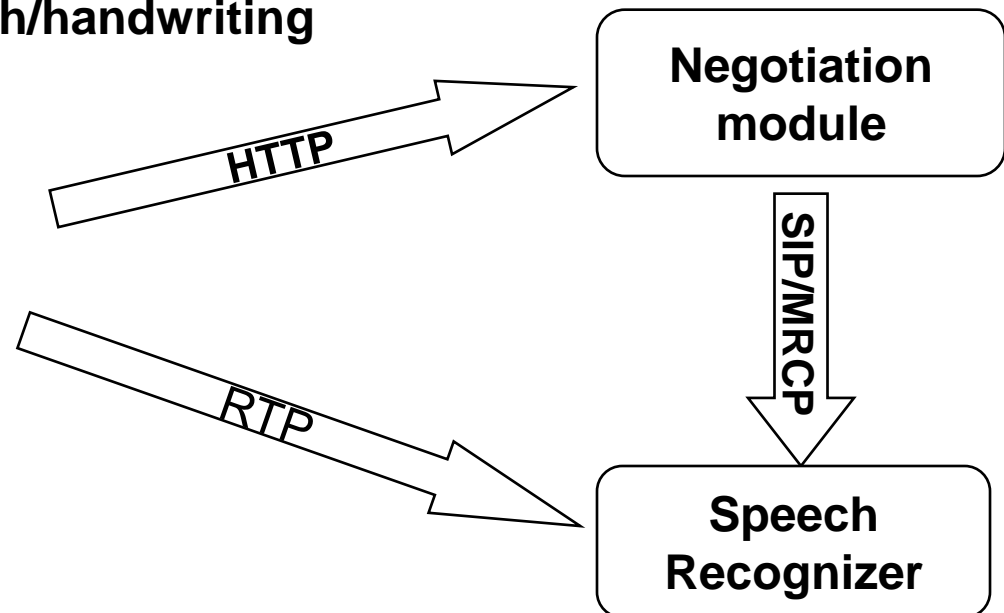 h/handwriting
Negotiation
module
HTTP
SIP/MRCP
RTP
Speech
Recognizer